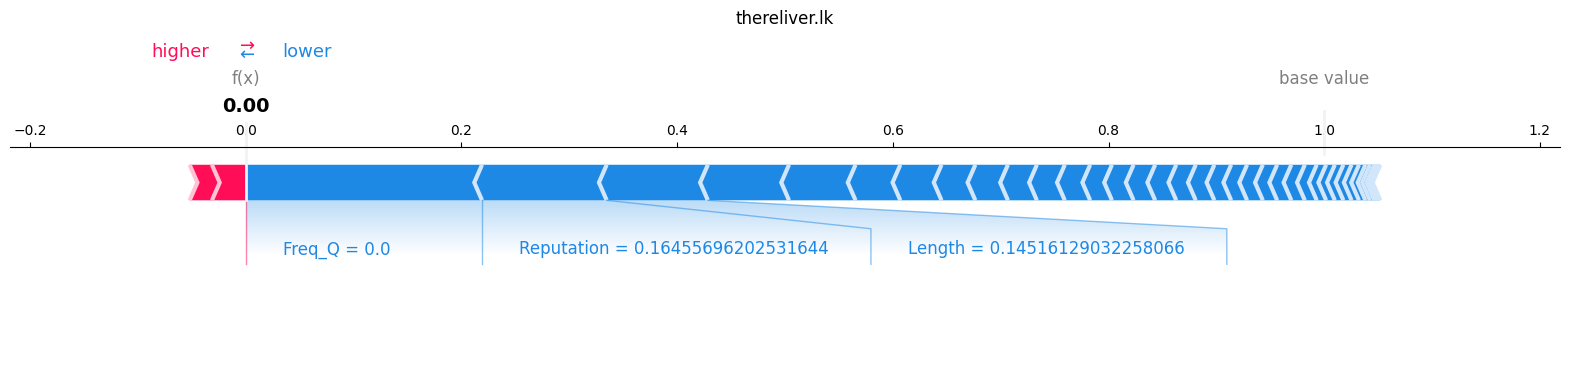 thereliver.lk
higher ⇄ lower
f(x)
base value
0.00
−0.2 0.0 0.2 0.4 0.6 0.8 1.0 1.2
Freq_Q = 0.0
Reputation = 0.16455696202531644
Length = 0.14516129032258066